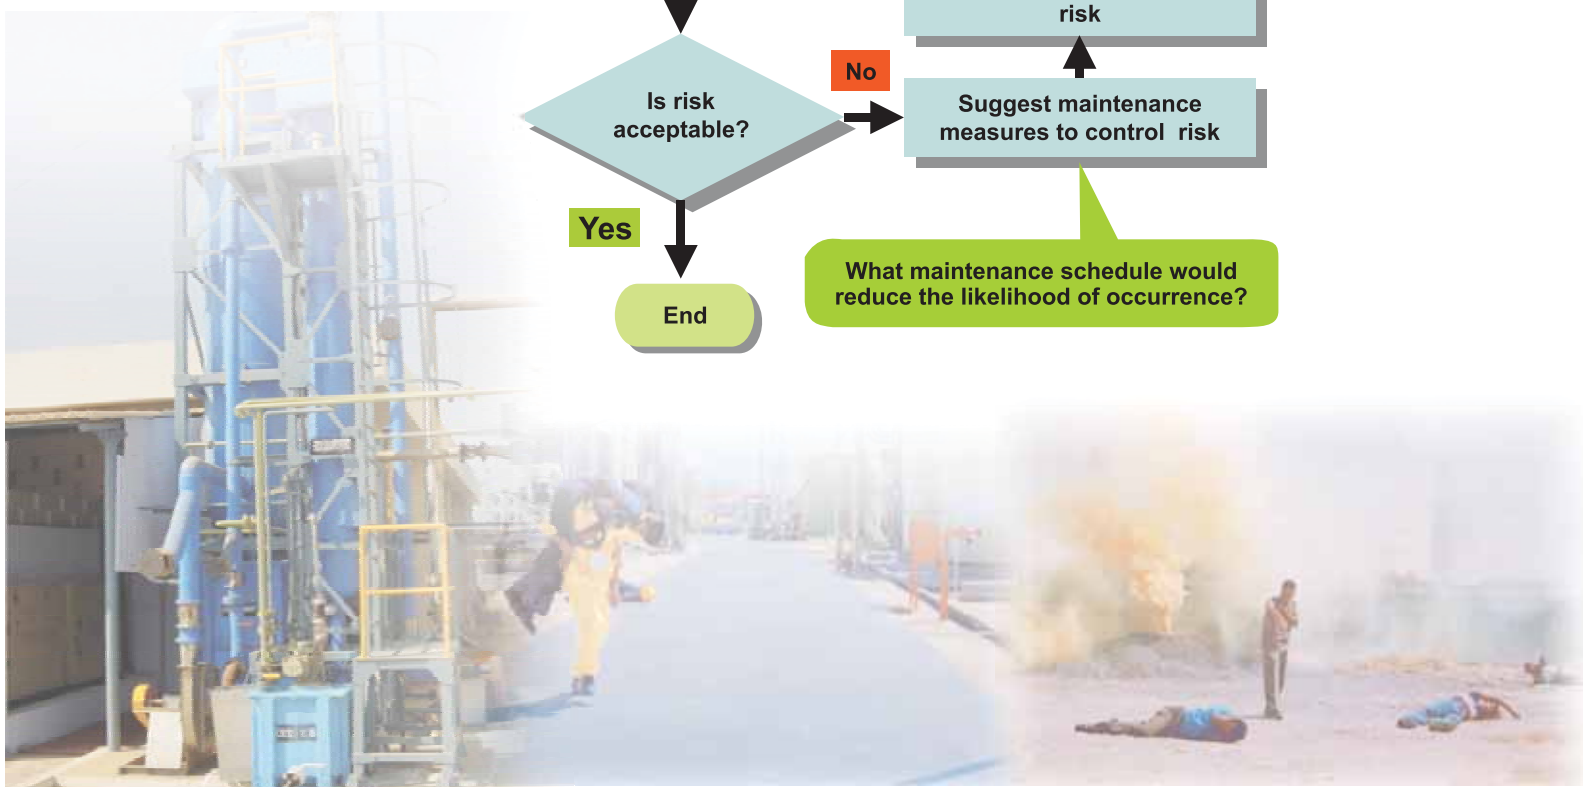 risk
No
Is risk
acceptable?
Suggest maintenance
measures to control risk
Yes
What maintenance schedule would
reduce the likelihood of occurrence?
End